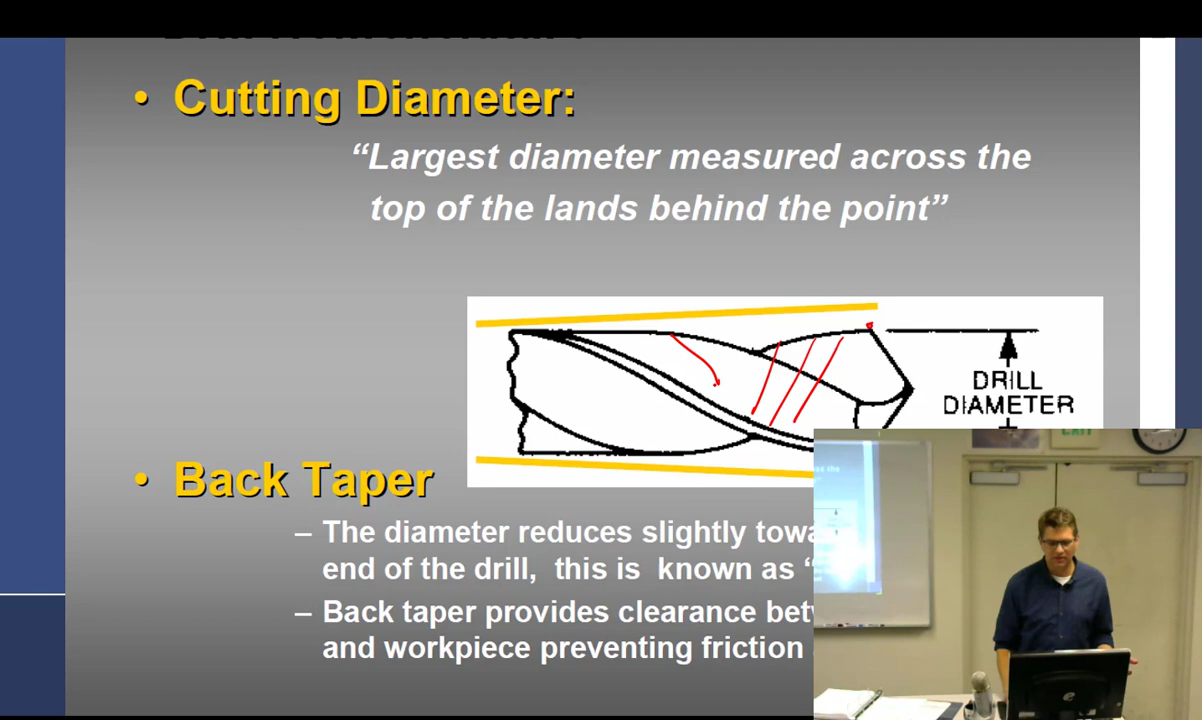 • Cutting Diameter:
“Largest diameter measured across the
top of the lands behind the point”
DRILL
DIAMETER
• Back Taper
– The diameter reduces slightly
end of the drill, this is known as “
– Back taper provides clearance
and workpiece preventing friction
EXIT
e